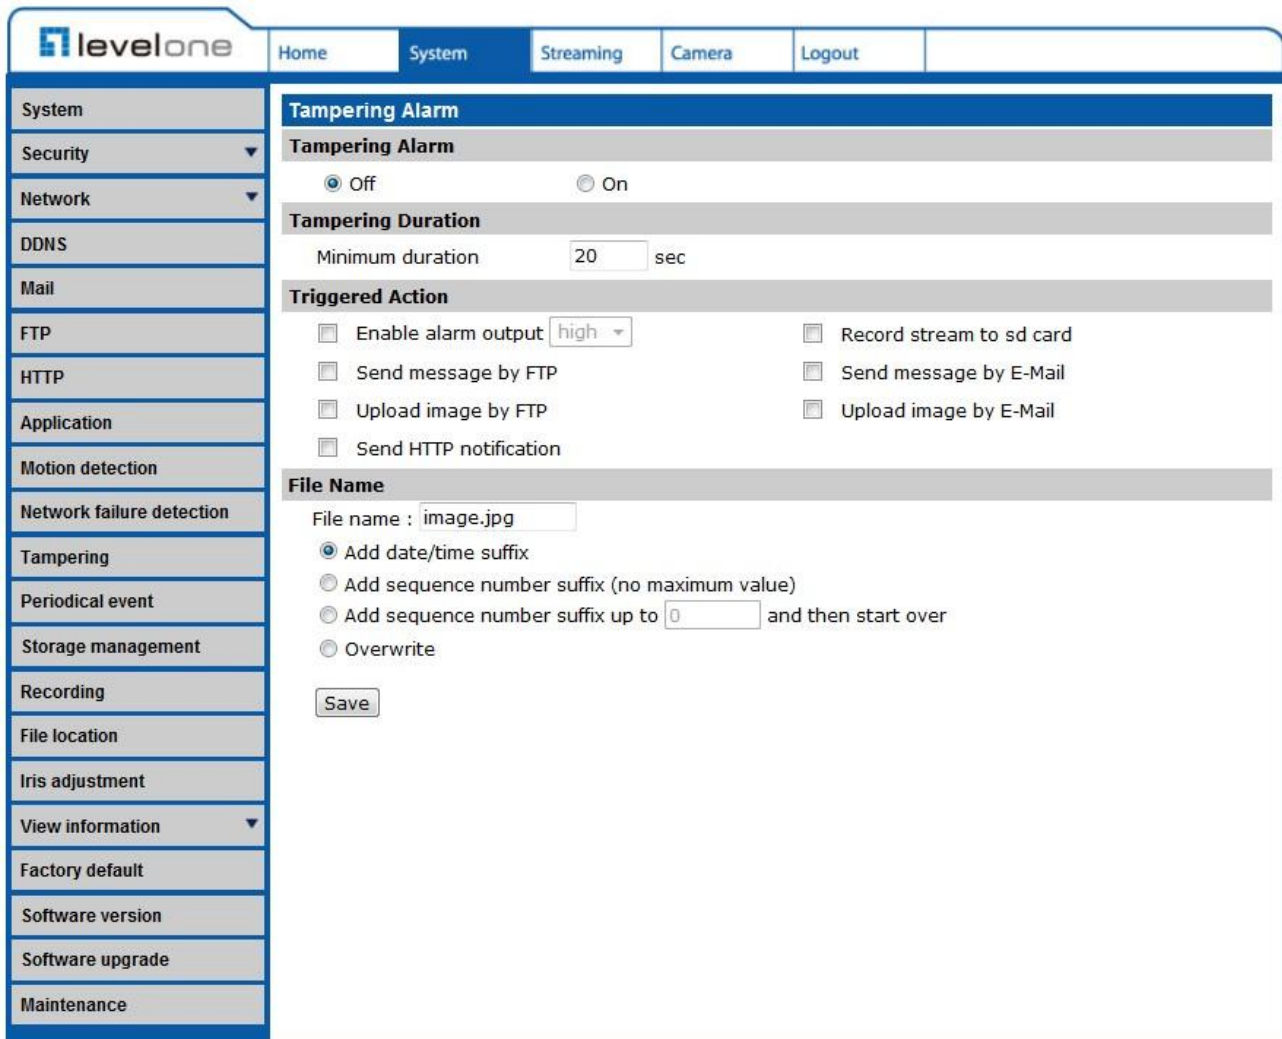 levelone
Home System Streaming Camera Logout
System
Security
Network
DDNS
Mail
FTP
HTTP
Application
Motion detection
Network failure detection
Tampering
Periodical event
Storage management
Recording
File location
Iris adjustment
View information
Factory default
Software version
Software upgrade
Maintenance
Tampering Alarm
Tampering Alarm
Off On
Tampering Duration
Minimum duration 20 sec
Triggered Action
Enable alarm output high Record stream to sd card
Send message by FTP Send message by E-Mail
Upload image by FTP Upload image by E-Mail
Send HTTP notification
File Name
File name : image.jpg
Add date/time suffix
Add sequence number suffix (no maximum value)
Add sequence number suffix up to 0 and then start over
Overwrite
Save